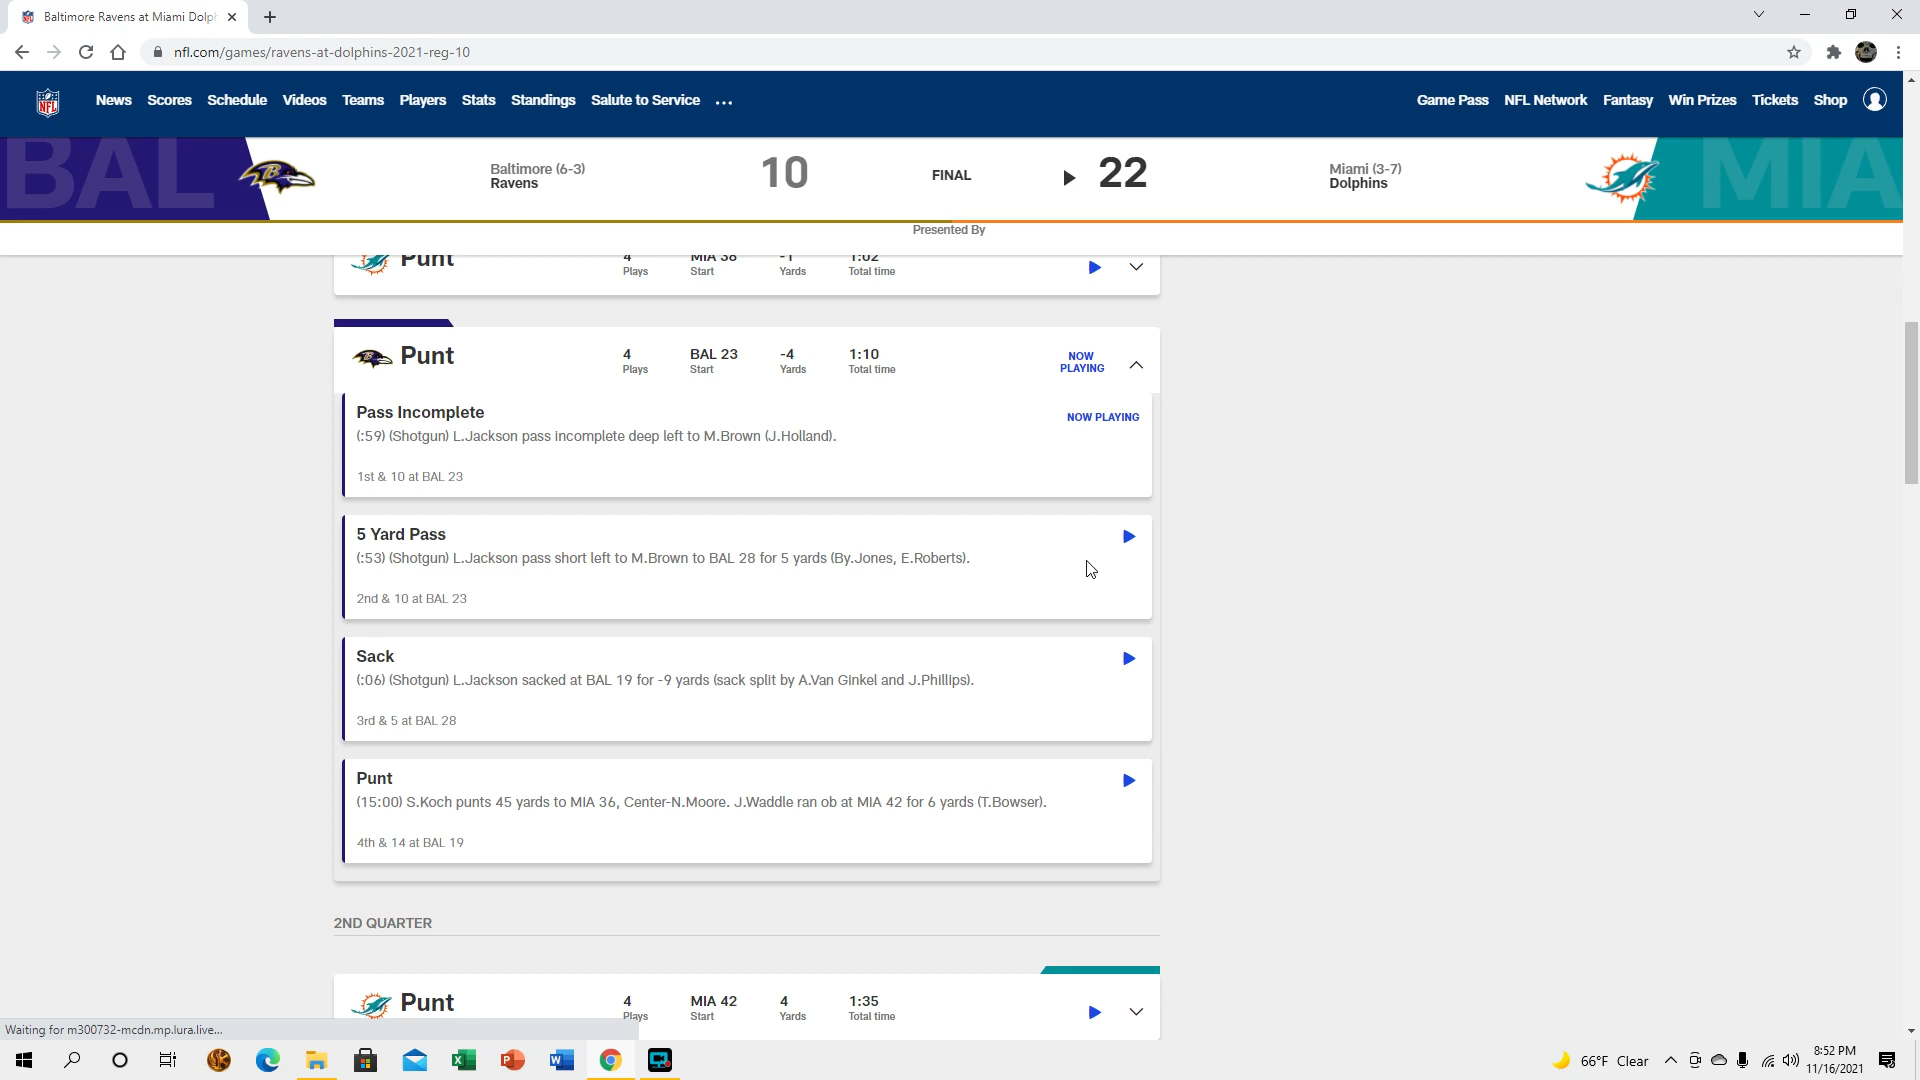 Baltimore Ravens at Miami Dolph
nfl.com/games/ravens-at-dolphins-2021-reg-10
NFL
News Scores Schedule Videos Teams Players Stats Standings Salute to Service ...
Game Pass NFL Network Fantasy Win Prizes Tickets Shop
BAL
Baltimore (6-3)
Ravens
10
FINAL
22
Miami (3-7)
Dolphins
MIA
Presented By
Punt
4 MIA 38 -1 1:02
Plays Start Yards Total time
Punt
4 BAL 23 -4 1:10
Plays Start Yards Total time
NOW
PLAYING
Pass Incomplete
NOW PLAYING
(:59) (Shotgun) L.Jackson pass incomplete deep left to M.Brown (J.Holland).
1st & 10 at BAL 23
5 Yard Pass
(:53) (Shotgun) L.Jackson pass short left to M.Brown to BAL 28 for 5 yards (By.Jones, E.Roberts).
2nd & 10 at BAL 23
Sack
(:06) (Shotgun) L.Jackson sacked at BAL 19 for -9 yards (sack split by A.Van Ginkel and J.Phillips).
3rd & 5 at BAL 28
Punt
(15:00) S.Koch punts 45 yards to MIA 36, Center-N.Moore. J.Waddle ran ob at MIA 42 for 6 yards (T.Bowser).
4th & 14 at BAL 19
2ND QUARTER
Punt
4 MIA 42 4 1:35
Plays Start Yards Total time
Waiting for m300732-mcdn.mp.lura.live...
66°F Clear
8:52 PM
11/16/2021